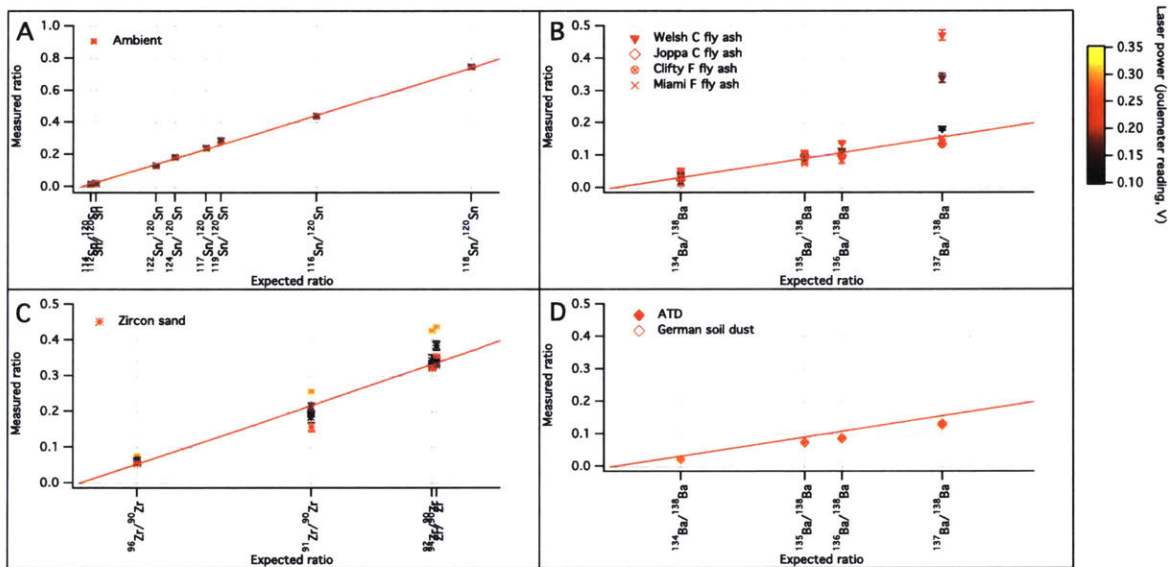 A
Ambient
Measured ratio
1.0
0.8
0.6
0.4
0.2
0.0
¹²²Sn/¹²⁰Sn
¹²⁴Sn/¹²⁰Sn
¹¹⁷Sn/¹²⁰Sn
¹¹⁹Sn/¹²⁰Sn
¹¹⁶Sn/¹²⁰Sn
¹¹⁸Sn/¹²⁰Sn
Expected ratio
B
Welsh C fly ash
Joppa C fly ash
Clifty F fly ash
Miami F fly ash
Measured ratio
0.5
0.4
0.3
0.2
0.1
0.0
¹³⁴Ba/¹³⁸Ba
¹³⁵Ba/¹³⁸Ba
¹³⁶Ba/¹³⁸Ba
¹³⁷Ba/¹³⁸Ba
Expected ratio
0.35
0.30
0.25
0.20
0.15
0.10
Laser power (joulemeter reading, V)
C
Zircon sand
Measured ratio
0.5
0.4
0.3
0.2
0.1
0.0
⁹⁶Zr/⁹⁰Zr
⁹¹Zr/⁹⁰Zr
Expected ratio
D
ATD
German soil dust
Measured ratio
0.5
0.4
0.3
0.2
0.1
0.0
¹³⁴Ba/¹³⁸Ba
¹³⁵Ba/¹³⁸Ba
¹³⁶Ba/¹³⁸Ba
¹³⁷Ba/¹³⁸Ba
Expected ratio